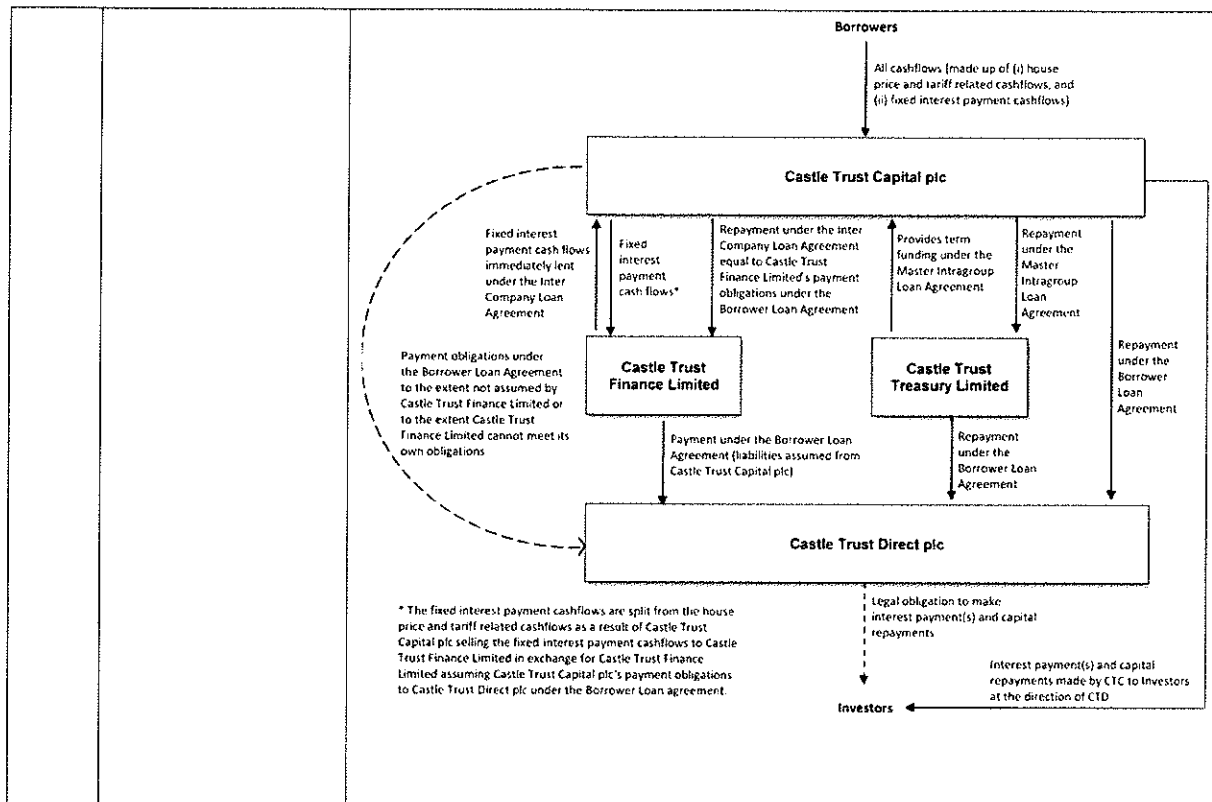 Borrowers
All cashflows (made up of (i) house
price and tariff related cashflows, and
(ii) fixed interest payment cashflows)
Castle Trust Capital plc
Fixed interest
payment cash flows
immediately lent
under the Inter
Company Loan
Agreement
Fixed
interest
payment
cash flows*
Repayment under the Inter
Company Loan Agreement
equal to Castle Trust
Finance Limited's payment
obligations under the
Borrower Loan Agreement
Provides term
funding under the
Master Intragroup
Loan Agreement
Repayment
under the
Master
Intragroup
Loan
Agreement
Repayment
under the
Borrower
Loan
Agreement
Payment obligations under
the Borrower Loan Agreement
to the extent not assumed by
Castle Trust Finance Limited or
to the extent Castle Trust
Finance Limited cannot meet its
own obligations
Castle Trust
Finance Limited
Castle Trust
Treasury Limited
Payment under the Borrower Loan
Agreement (liabilities assumed from
Castle Trust Capital plc)
Repayment
under the
Borrower Loan
Agreement
Castle Trust Direct plc
* The fixed interest payment cashflows are split from the house
price and tariff related cashflows as a result of Castle Trust
Capital plc selling the fixed interest payment cashflows to Castle
Trust Finance Limited in exchange for Castle Trust Finance
Limited assuming Castle Trust Capital plc's payment obligations
to Castle Trust Direct plc under the Borrower Loan agreement.
Legal obligation to make
interest payment(s) and capital
repayments
Interest payment(s) and capital
repayments made by CTC to Investors
at the direction of CTD
Investors